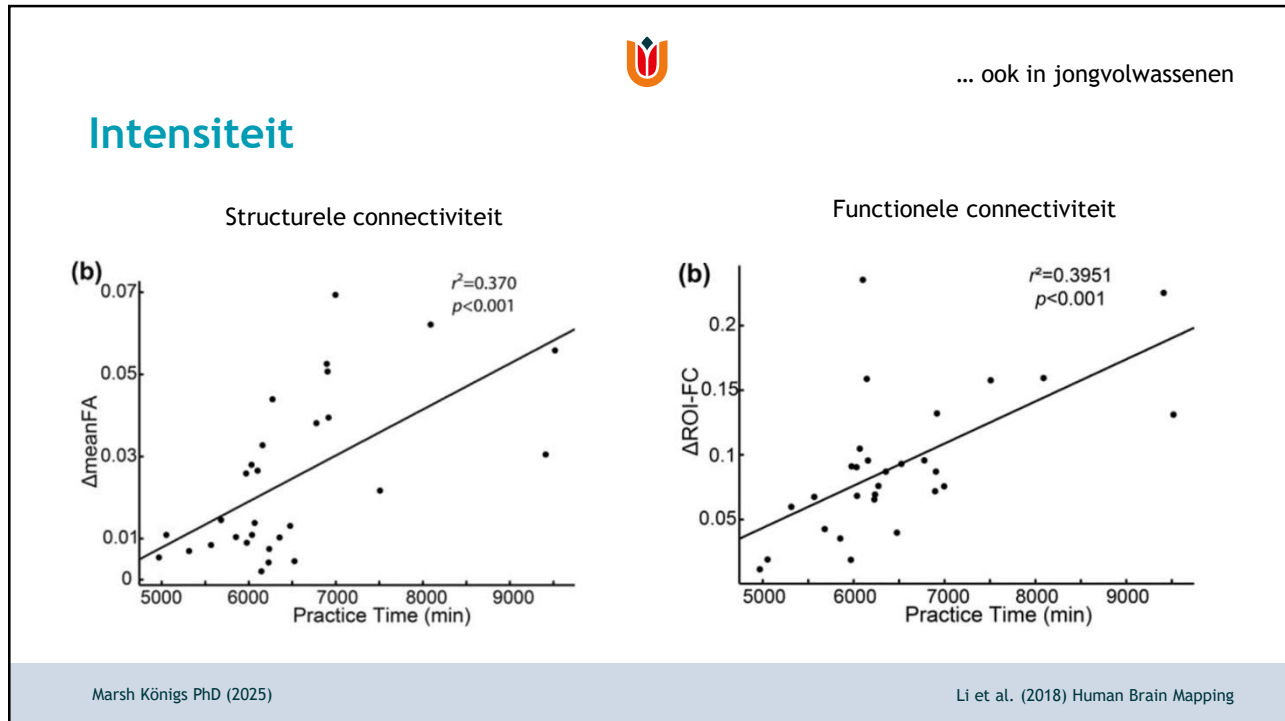 ... ook in jongvolwassenen
Intensiteit
Structurele connectiviteit
(b)
r²=0.370
p<0.001
0.07
0.05
0.03
0.01
0
ΔmeanFA
5000 6000 7000 8000 9000
Practice Time (min)
Functionele connectiviteit
(b)
r²=0.3951
p<0.001
0.2
0.15
0.1
0.05
ΔROI-FC
5000 6000 7000 8000 9000
Practice Time (min)
Marsh Königs PhD (2025)
Li et al. (2018) Human Brain Mapping